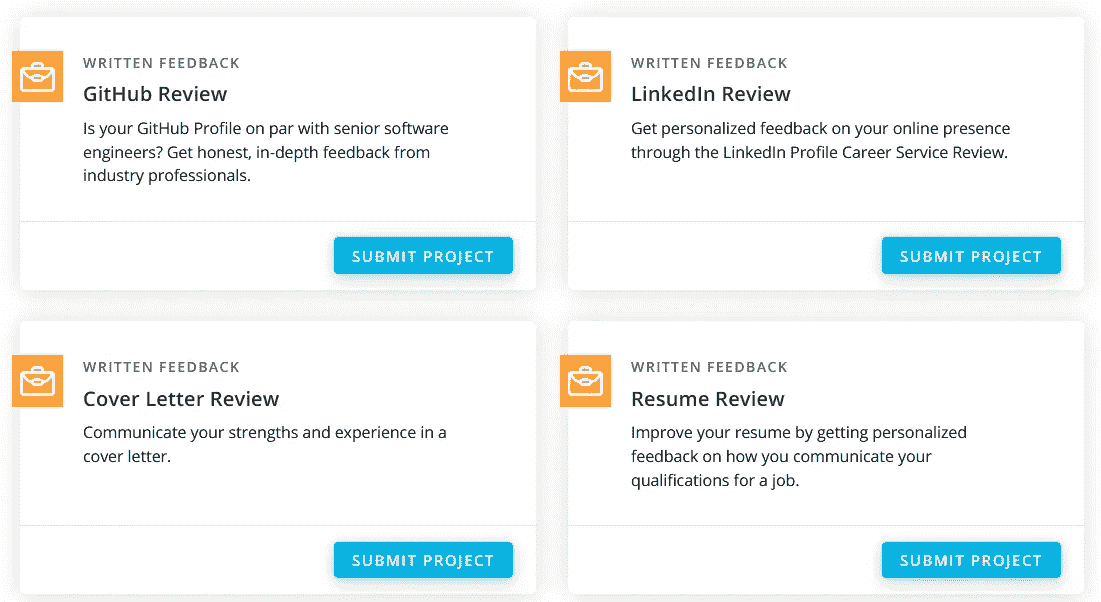 WRITTEN FEEDBACK
GitHub Review
Is your GitHub Profile on par with senior software
engineers? Get honest, in-depth feedback from
industry professionals.
SUBMIT PROJECT
WRITTEN FEEDBACK
LinkedIn Review
Get personalized feedback on your online presence
through the LinkedIn Profile Career Service Review.
SUBMIT PROJECT
WRITTEN FEEDBACK
Cover Letter Review
Communicate your strengths and experience in a
cover letter.
SUBMIT PROJECT
WRITTEN FEEDBACK
Resume Review
Improve your resume by getting personalized
feedback on how you communicate your
qualifications for a job.
SUBMIT PROJECT